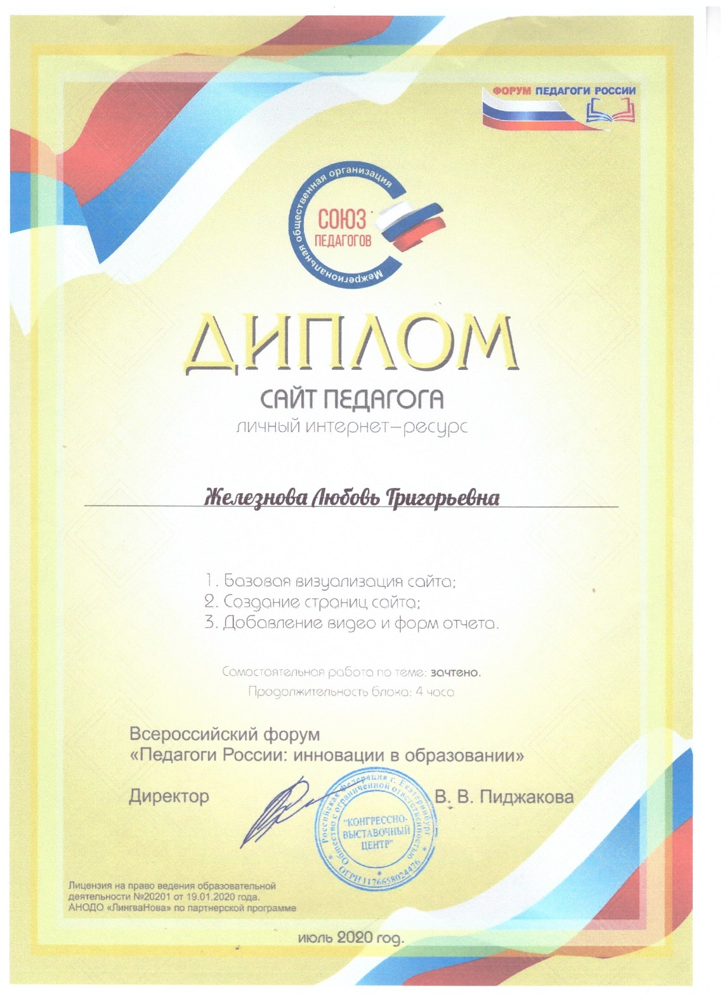 ФОРУМ ПЕДАГОГИ РОССИИ
Межрегиональная общественная организация
СОЮЗ
ПЕДАГОГОВ
ДИПЛОМ
САЙТ ПЕДАГОГА
личный интернет-ресурс
Железнова Любовь Григорьевна
1. Базовая визуализация сайта;
2. Создание страниц сайта;
3. Добавление видео и форм отчета.
Самостоятельная работа по теме: зачтено.
Продолжительность блока: 4 часа
Всероссийский форум
«Педагоги России: инновации в образовании»
Директор В. В. Пиджакова
Российская Федерация г. Екатеринбург
Общество с ограниченной ответственностью
"КОНГРЕССНО-
ВЫСТАВОЧНЫЙ
ЦЕНТР"
ОГРН 1176658024476
Лицензия на право ведения образовательной
деятельности №20201 от 19.01.2020 года.
АНОДО «ЛингваНова» по партнерской программе
июль 2020 год.